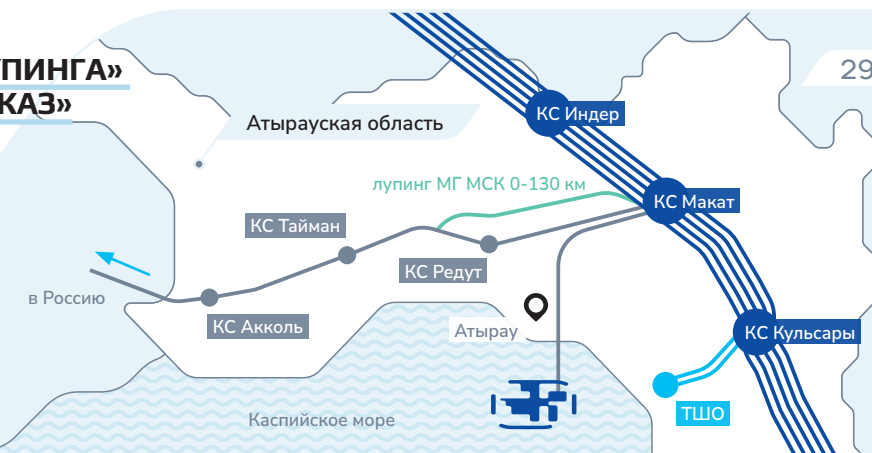 ПИНГА»
КАЗ»
29
КС Индер
Атырауская область
лупинг МГ МСК 0-130 км
КС Макат
КС Тайман
КС Редут
в Россию
КС Акколь
Атырау
КС Кульсары
ТШО
Каспийское море